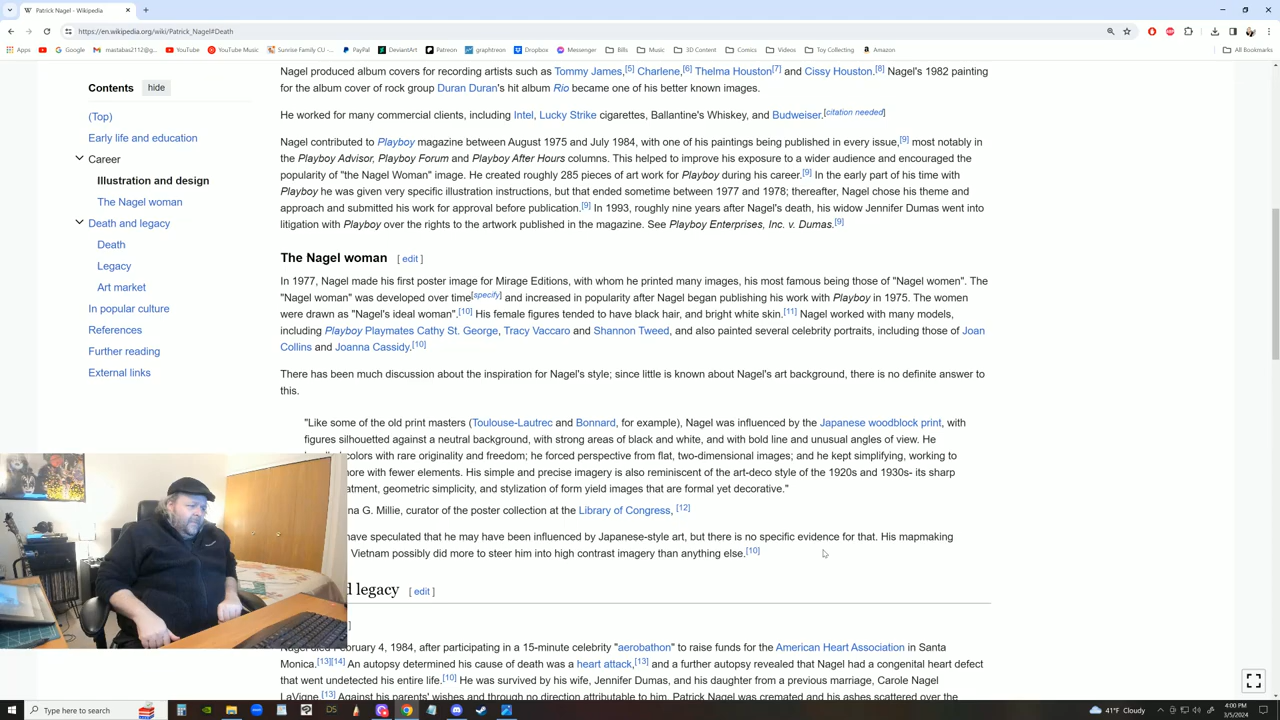 Patrick Nagel - Wikipedia
https://en.wikipedia.org/wiki/Patrick_Nagel#Death
Apps
Google
mastabas2112@g...
YouTube
YouTube Music
Sunrise Family CU -...
PayPal
DeviantArt
Patreon
graphtreon
Dropbox
Messenger
Bills
Music
3D Content
Comics
Videos
Toy Collecting
Amazon
All Bookmarks
Contents
hide
(Top)
Early life and education
Career
Illustration and design
The Nagel woman
Death and legacy
Death
Legacy
Art market
In popular culture
References
Further reading
External links
Nagel produced album covers for recording artists such as Tommy James,[5] Charlene,[6] Thelma Houston[7] and Cissy Houston.[8] Nagel's 1982 painting
for the album cover of rock group Duran Duran's hit album Rio became one of his better known images.
He worked for many commercial clients, including Intel, Lucky Strike cigarettes, Ballantine's Whiskey, and Budweiser.[citation needed]
Nagel contributed to Playboy magazine between August 1975 and July 1984, with one of his paintings being published in every issue,[9] most notably in
the Playboy Advisor, Playboy Forum and Playboy After Hours columns. This helped to improve his exposure to a wider audience and encouraged the
popularity of "the Nagel Woman" image. He created roughly 285 pieces of art work for Playboy during his career.[9] In the early part of his time with
Playboy he was given very specific illustration instructions, but that ended sometime between 1977 and 1978; thereafter, Nagel chose his theme and
approach and submitted his work for approval before publication.[9] In 1993, roughly nine years after Nagel's death, his widow Jennifer Dumas went into
litigation with Playboy over the rights to the artwork published in the magazine. See Playboy Enterprises, Inc. v. Dumas.[9]
The Nagel woman [ edit ]
In 1977, Nagel made his first poster image for Mirage Editions, with whom he printed many images, his most famous being those of "Nagel women". The
"Nagel woman" was developed over time[specify] and increased in popularity after Nagel began publishing his work with Playboy in 1975. The women
were drawn as "Nagel's ideal woman".[10] His female figures tended to have black hair, and bright white skin.[11] Nagel worked with many models,
including Playboy Playmates Cathy St. George, Tracy Vaccaro and Shannon Tweed, and also painted several celebrity portraits, including those of Joan
Collins and Joanna Cassidy.[10]
There has been much discussion about the inspiration for Nagel's style; since little is known about Nagel's art background, there is no definite answer to
this.
"Like some of the old print masters (Toulouse-Lautrec and Bonnard, for example), Nagel was influenced by the Japanese woodblock print, with
figures silhouetted against a neutral background, with strong areas of black and white, and with bold line and unusual angles of view. He
colors with rare originality and freedom; he forced perspective from flat, two-dimensional images; and he kept simplifying, working to
more with fewer elements. His simple and precise imagery is also reminiscent of the art-deco style of the 1920s and 1930s- its sharp
atment, geometric simplicity, and stylization of form yield images that are formal yet decorative."
na G. Millie, curator of the poster collection at the Library of Congress, [12]
have speculated that he may have been influenced by Japanese-style art, but there is no specific evidence for that. His mapmaking
Vietnam possibly did more to steer him into high contrast imagery than anything else.[10]
d legacy [ edit ]
]
Nagel died February 4, 1984, after participating in a 15-minute celebrity "aerobathon" to raise funds for the American Heart Association in Santa
Monica.[13][14] An autopsy determined his cause of death was a heart attack,[13] and a further autopsy revealed that Nagel had a congenital heart defect
that went undetected his entire life.[10] He was survived by his wife, Jennifer Dumas, and his daughter from a previous marriage, Carole Nagel
LaVigne.[13] Against his parents' wishes and through no direction attributable to him, Patrick Nagel was cremated and his ashes scattered over the
Type here to search
41°F Cloudy
4:00 PM
3/5/2024